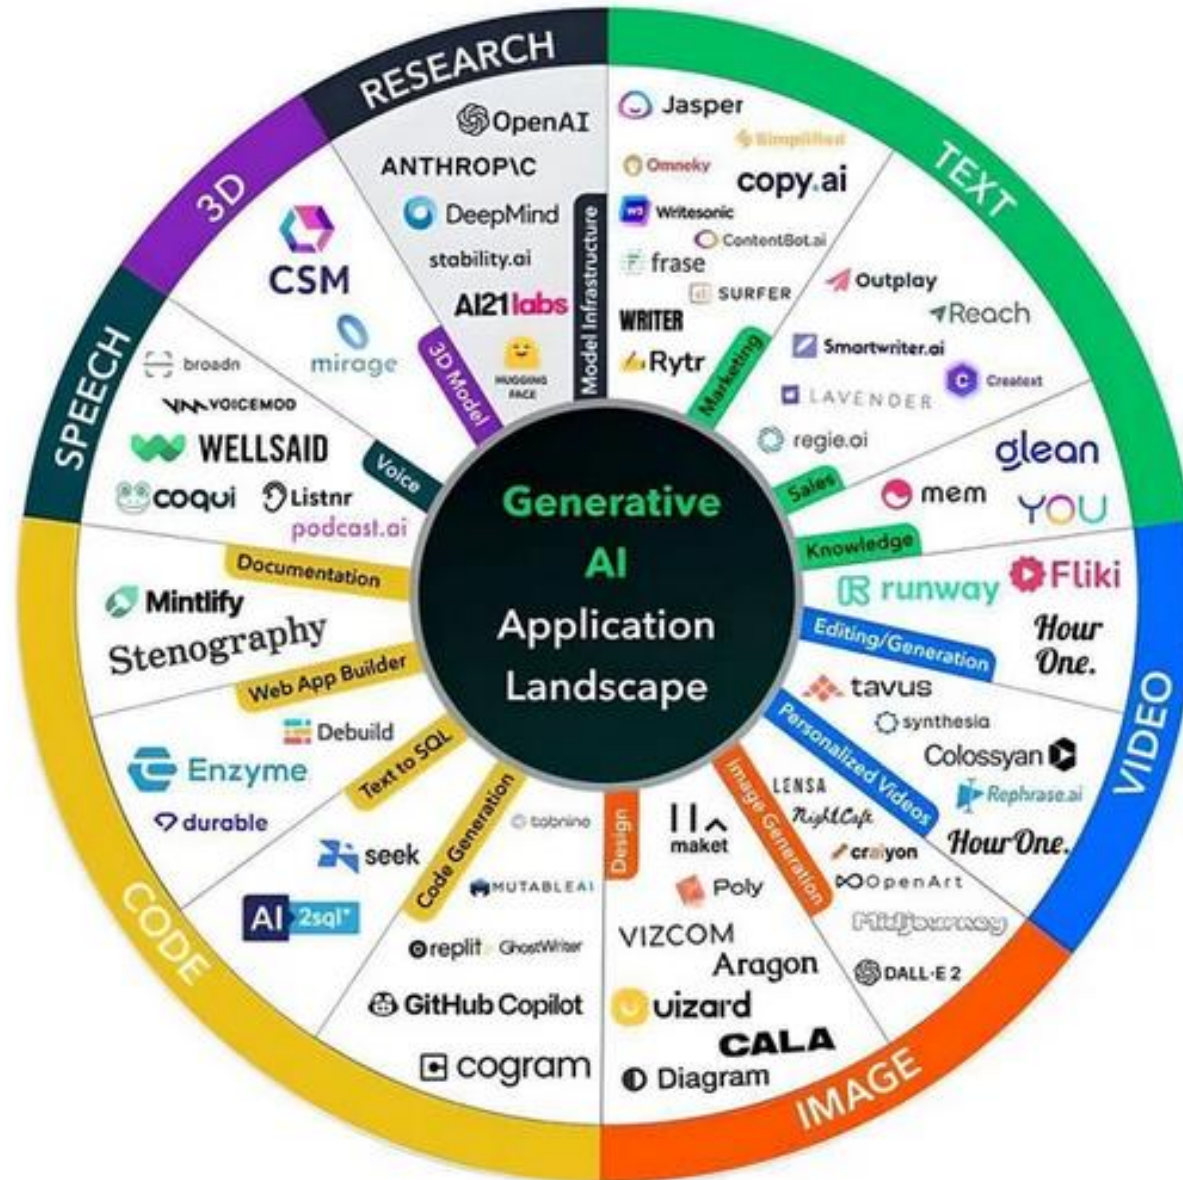 Generative
AI
Application
Landscape
RESEARCH
OpenAI
ANTHROP\C
DeepMind
stability.ai
AI21labs
HUGGING
FACE
Model Infrastructure
TEXT
Jasper
Simplified
Omneky
copy.ai
Writesonic
ContentBot.ai
frase
SURFER
WRITER
Rytr
Marketing
Outplay
Reach
Smartwriter.ai
Creatext
LAVENDER
regie.ai
Sales
glean
mem
YOU
Knowledge
VIDEO
runway
Fliki
Hour
One.
Editing/Generation
tavus
synthesia
Colossyan
Rephrase.ai
HourOne.
Personalized Videos
IMAGE
LENSA
NightCafe
craiyon
OpenArt
Midjourney
DALL·E 2
Image Generation
maket
Poly
VIZCOM
Aragon
uizard
CALA
Diagram
Design
CODE
tabnine
MUTABLEAI
replit GhostWriter
GitHub Copilot
cogram
Code Generation
seek
AI 2sql
Text to SQL
Debuild
Enzyme
durable
Web App Builder
Mintlify
Stenography
Documentation
SPEECH
broadn
VOICEMOD
WELLSAID
coqui
Listnr
podcast.ai
Voice
3D
CSM
mirage
3D Model